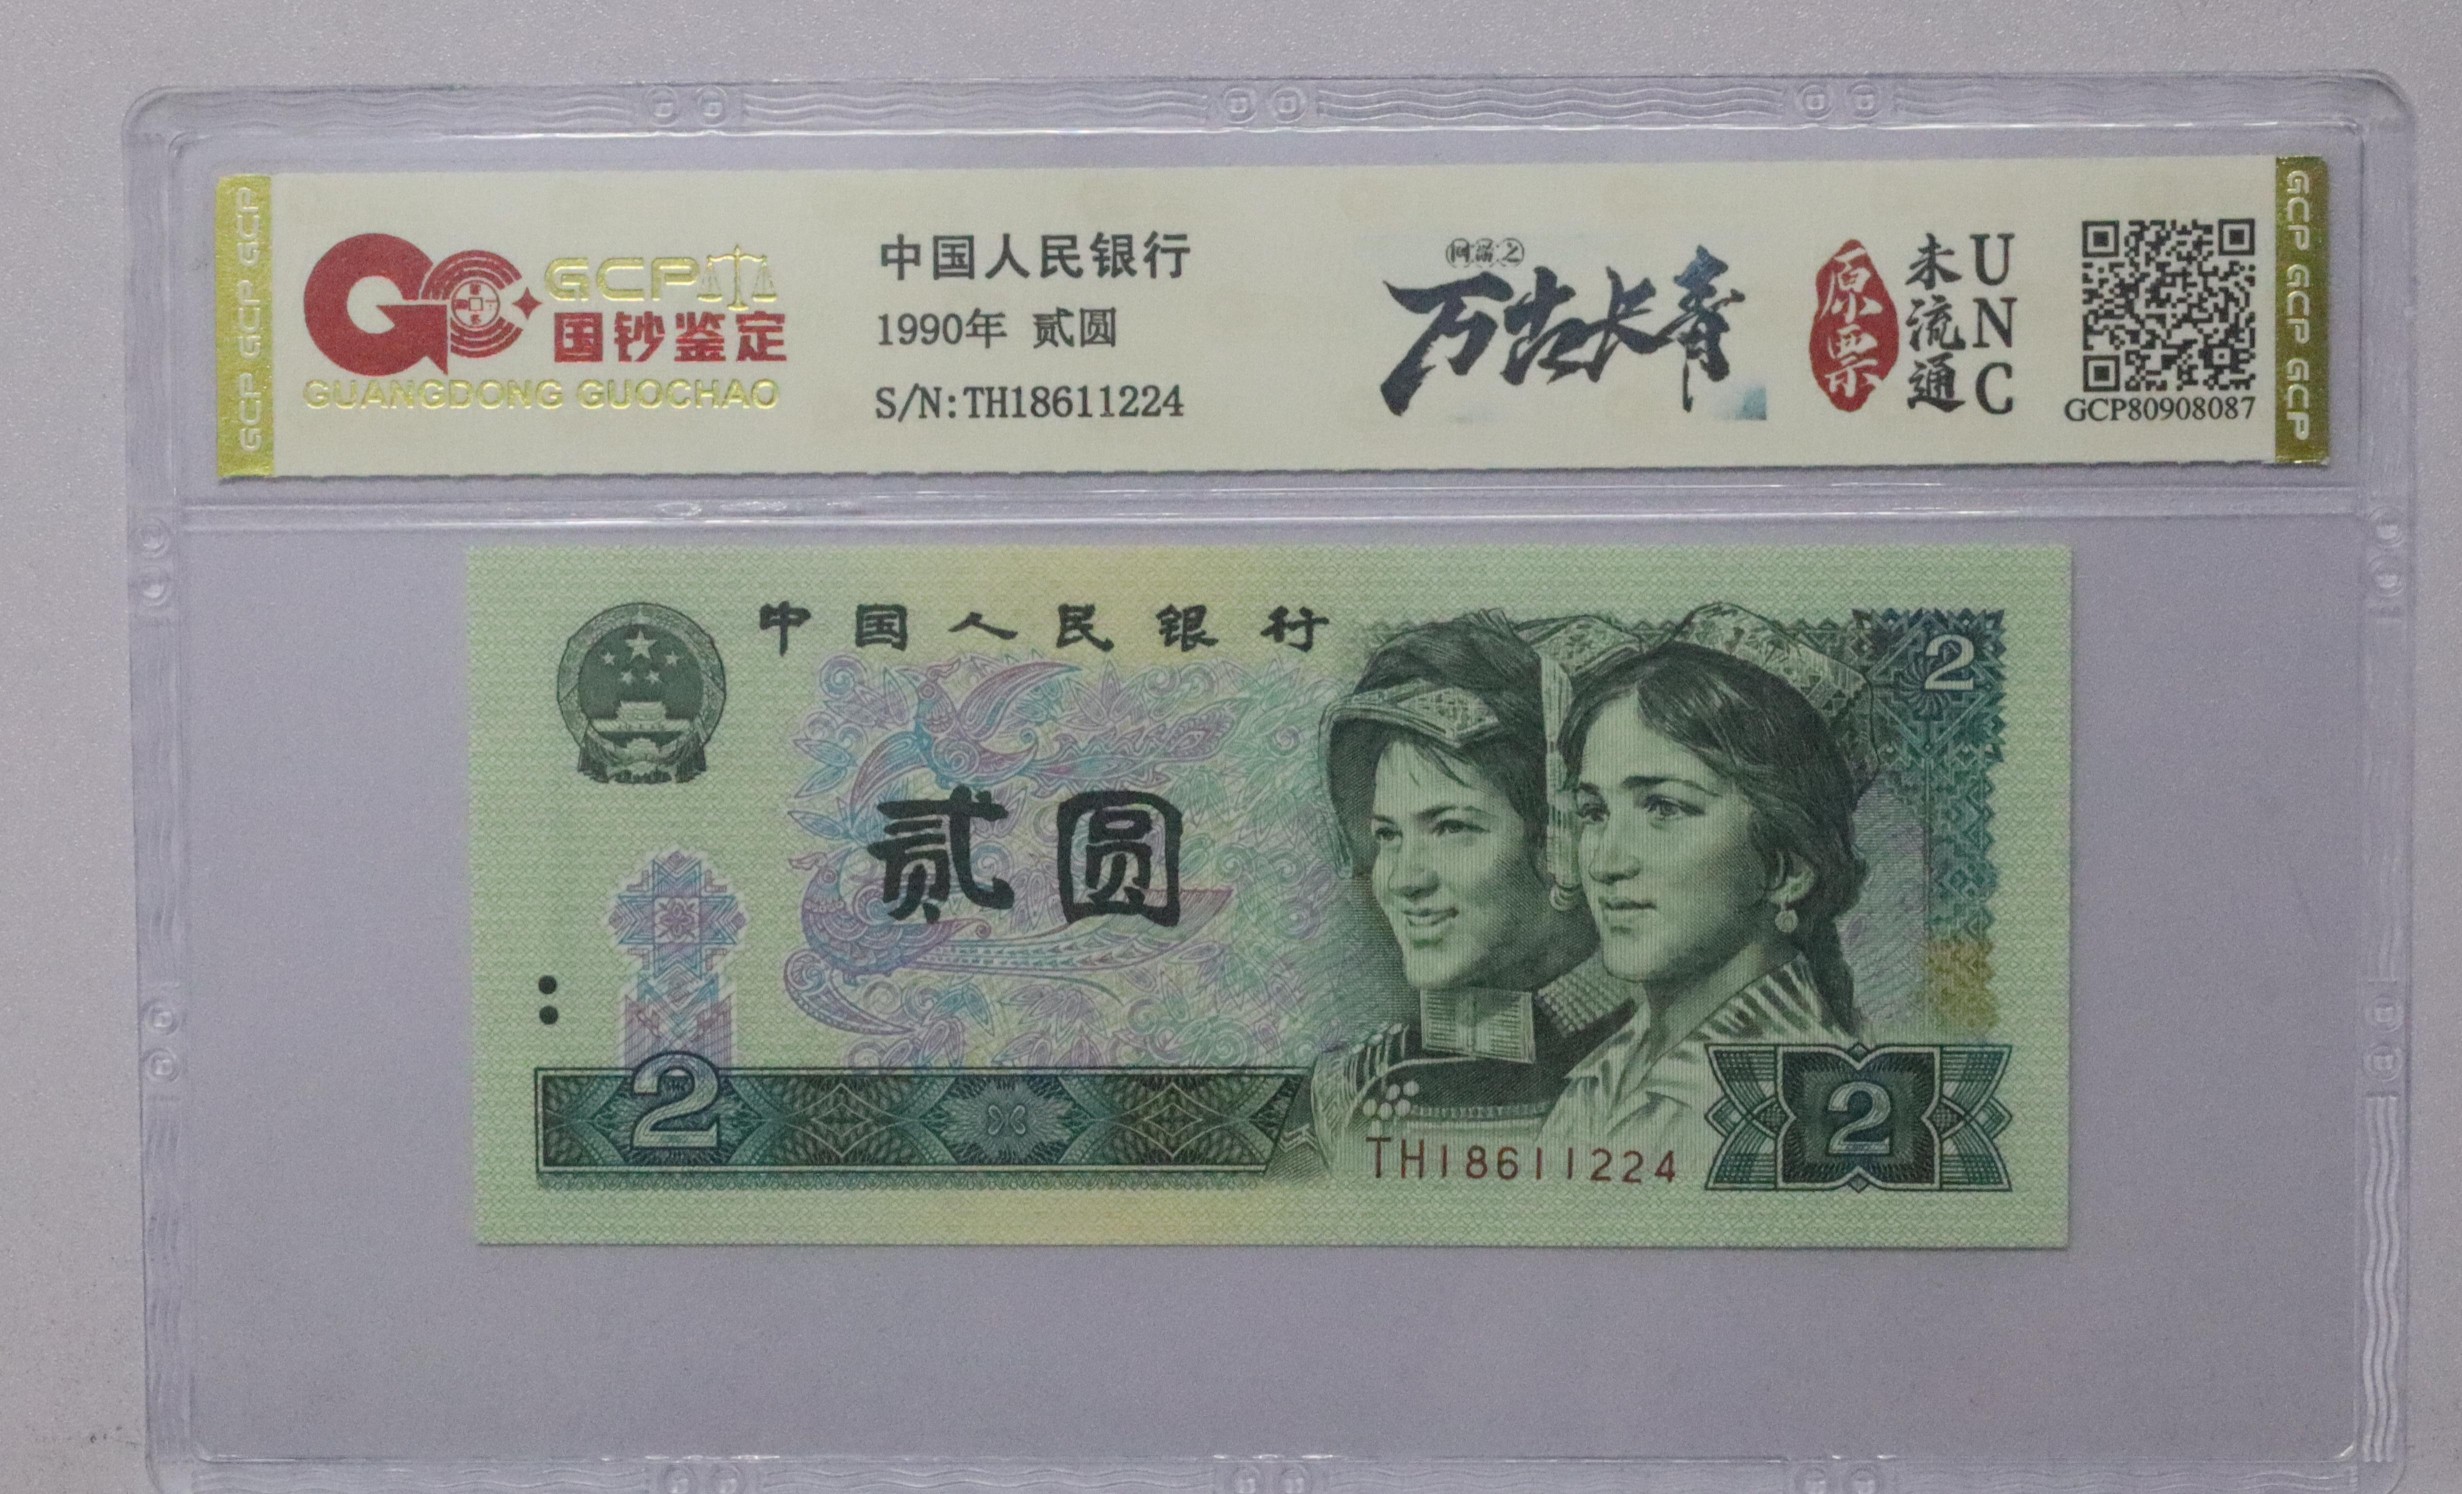 GCP
国钞鉴定
GUANGDONG GUOCHAO
中国人民银行
1990年 贰圆
S/N:TH18611224
万古长青
原票
未流通
UNC
GCP80908087
GCP GCP GCP
GCP GCP GCP
中国人民银行
2
贰圆
2
TH18611224
2